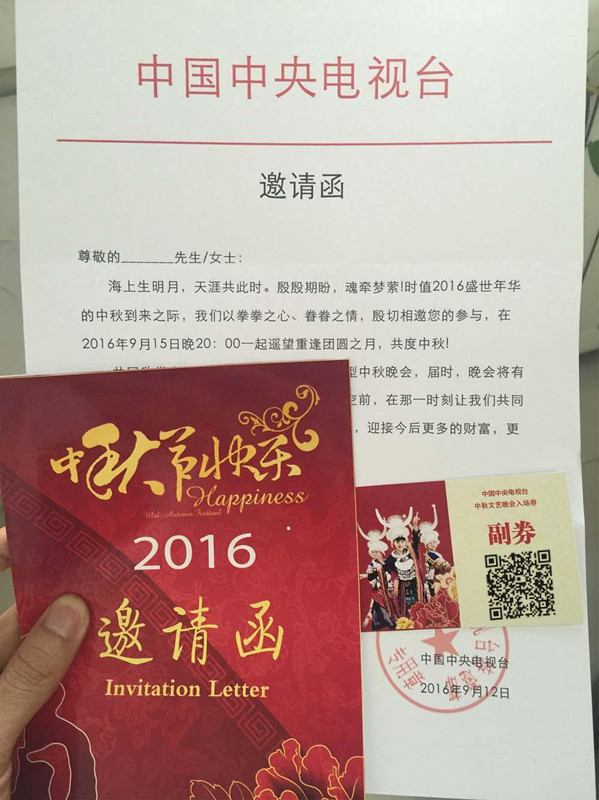 中国中央电视台
邀请函
尊敬的_______先生/女士:
海上生明月，天涯共此时。殷殷期盼，魂牵梦萦!时值2016盛世年华
的中秋到来之际，我们以拳拳之心、眷眷之情，殷切相邀您的参与，在
2016年9月15日晚20：00一起遥望重逢团圆之月，共度中秋!
型中秋晚会，届时，晚会将有
空前，在那一时刻让我们共同
，迎接今后更多的财富，更
中秋节快乐
Happiness
Mid-Autumn Festival
2016
邀请函
Invitation Letter
中国中央电视台
中秋文艺晚会入场券
副券
专用章
中国中央电视台
2016年9月12日